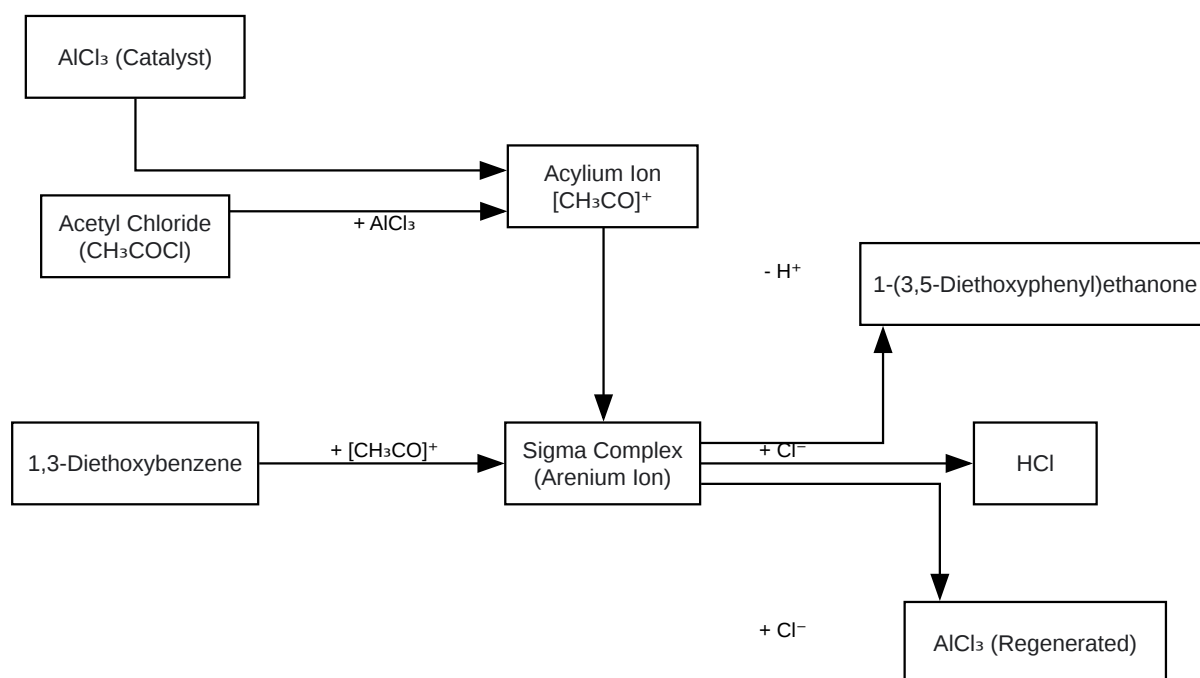 AlCl₃ (Catalyst)
Acetyl Chloride
(CH₃COCl)
+ AlCl₃
Acylium Ion
[CH₃CO]⁺
- H⁺
1-(3,5-Diethoxyphenyl)ethanone
1,3-Diethoxybenzene
+ [CH₃CO]⁺
Sigma Complex
(Arenium Ion)
+ Cl⁻
HCl
+ Cl⁻
AlCl₃ (Regenerated)